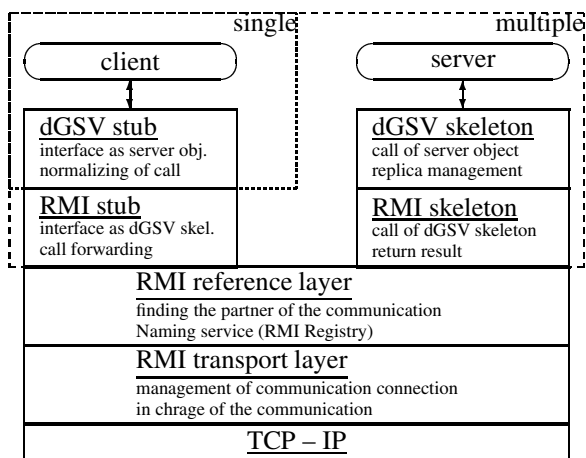 single
multiple
client
server
dGSV stub
interface as server obj.
normalizing of call
dGSV skeleton
call of server object
replica management
RMI stub
interface as dGSV skel.
call forwarding
RMI skeleton
call of dGSV skeleton
return result
RMI reference layer
finding the partner of the communication
Naming service (RMI Registry)
RMI transport layer
management of communication connection
in chrage of the communication
TCP – IP